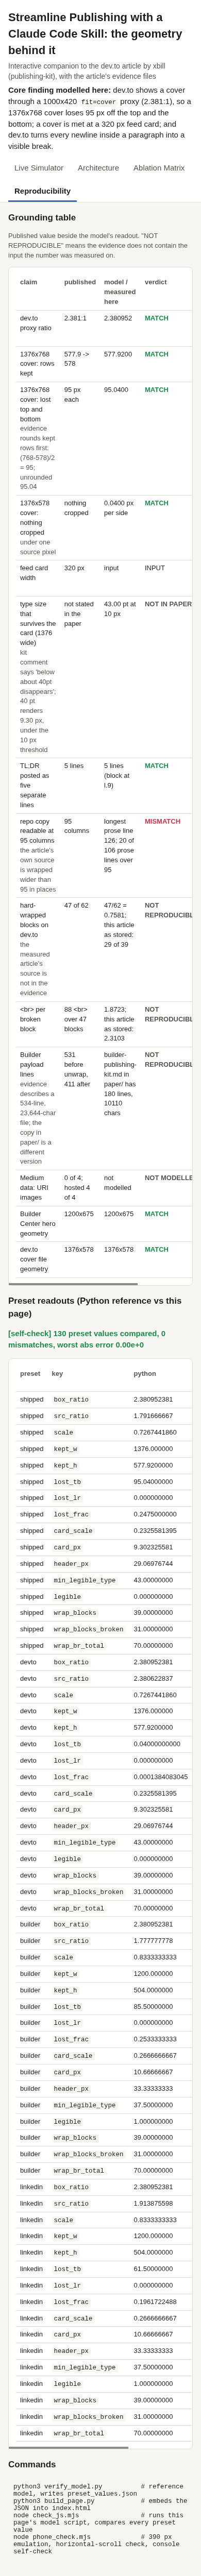 Streamline Publishing with a
Claude Code Skill: the geometry
behind it
Interactive companion to the dev.to article by xbill
(publishing-kit), with the article's evidence files
Core finding modelled here: dev.to shows a cover
through a 1000x420 fit=cover proxy (2.381:1), so a
1376x768 cover loses 95 px off the top and the
bottom; a cover is met at a 320 px feed card; and
dev.to turns every newline inside a paragraph into a
visible break.
Live Simulator Architecture Ablation Matrix
Reproducibility
Grounding table
Published value beside the model's readout. "NOT
REPRODUCIBLE" means the evidence does not contain the
input the number was measured on.
claim published model / verdict
measured
here
dev.to 2.381:1 2.380952 MATCH
proxy ratio
1376x768 577.9 -> 577.9200 MATCH
cover: rows 578
kept
1376x768 95 px 95.0400 MATCH
cover: lost each
top and
bottom
evidence
rounds kept
rows first:
(768-578)/2
= 95;
unrounded
95.04
1376x578 nothing 0.0400 px MATCH
cover: cropped per side
nothing
cropped
under one
source pixel
feed card 320 px input INPUT
width
type size not stated 43.00 pt at NOT IN PAPER
that in the 10 px
survives the paper
card (1376
wide)
kit
comment
says 'below
about 40pt
disappears';
40 pt
renders
9.30 px,
under the
10 px
threshold
TL;DR 5 lines 5 lines MATCH
posted as (block at
five l.9)
separate
lines
repo copy 95 longest MISMATCH
readable at columns prose line
95 columns 126; 20 of
the article's 106 prose
own source lines over
is wrapped 95
wider than
95 in places
hard- 47 of 62 47/62 = NOT
wrapped 0.7581; REPRODUCIBL
blocks on this article
dev.to as stored:
the 29 of 39
measured
article's
source is
not in the
evidence
<br> per 88 <br> 1.8723; NOT
broken over 47 this article REPRODUCIBL
block blocks as stored:
2.3103
Builder 531 builder- NOT
payload before publishing- REPRODUCIBL
lines unwrap, kit.md in
evidence 411 after paper/ has
describes a 180 lines,
534-line, 10110
23,644-char chars
file; the
copy in
paper/ is a
different
version
Medium 0 of 4; not NOT MODELLE
data: URI hosted 4 modelled
images of 4
Builder 1200x675 1200x675 MATCH
Center hero
geometry
dev.to 1376x578 1376x578 MATCH
cover file
geometry
Preset readouts (Python reference vs this
page)
[self-check] 130 preset values compared, 0
mismatches, worst abs error 0.00e+0
preset key python
shipped box_ratio 2.380952381
shipped src_ratio 1.791666667
shipped scale 0.7267441860
shipped kept_w 1376.000000
shipped kept_h 577.9200000
shipped lost_tb 95.04000000
shipped lost_lr 0.000000000
shipped lost_frac 0.2475000000
shipped card_scale 0.2325581395
shipped card_px 9.302325581
shipped header_px 29.06976744
shipped min_legible_type 43.00000000
shipped legible 0.000000000
shipped wrap_blocks 39.00000000
shipped wrap_blocks_broken 31.00000000
shipped wrap_br_total 70.00000000
devto box_ratio 2.380952381
devto src_ratio 2.380622837
devto scale 0.7267441860
devto kept_w 1376.000000
devto kept_h 577.9200000
devto lost_tb 0.04000000000
devto lost_lr 0.000000000
devto lost_frac 0.0001384083045
devto card_scale 0.2325581395
devto card_px 9.302325581
devto header_px 29.06976744
devto min_legible_type 43.00000000
devto legible 0.000000000
devto wrap_blocks 39.00000000
devto wrap_blocks_broken 31.00000000
devto wrap_br_total 70.00000000
builder box_ratio 2.380952381
builder src_ratio 1.777777778
builder scale 0.8333333333
builder kept_w 1200.000000
builder kept_h 504.0000000
builder lost_tb 85.50000000
builder lost_lr 0.000000000
builder lost_frac 0.2533333333
builder card_scale 0.2666666667
builder card_px 10.66666667
builder header_px 33.33333333
builder min_legible_type 37.50000000
builder legible 1.000000000
builder wrap_blocks 39.00000000
builder wrap_blocks_broken 31.00000000
builder wrap_br_total 70.00000000
linkedin box_ratio 2.380952381
linkedin src_ratio 1.913875598
linkedin scale 0.8333333333
linkedin kept_w 1200.000000
linkedin kept_h 504.0000000
linkedin lost_tb 61.50000000
linkedin lost_lr 0.000000000
linkedin lost_frac 0.1961722488
linkedin card_scale 0.2666666667
linkedin card_px 10.66666667
linkedin header_px 33.33333333
linkedin min_legible_type 37.50000000
linkedin legible 1.000000000
linkedin wrap_blocks 39.00000000
linkedin wrap_blocks_broken 31.00000000
linkedin wrap_br_total 70.00000000
Commands
python3 verify_model.py # reference
model, writes preset_values.json
python3 build_page.py # embeds the
JSON into index.html
node check_js.mjs # runs this
page's model script, compares every preset
value
node phone_check.mjs # 390 px
emulation, horizontal-scroll check, console
self-check